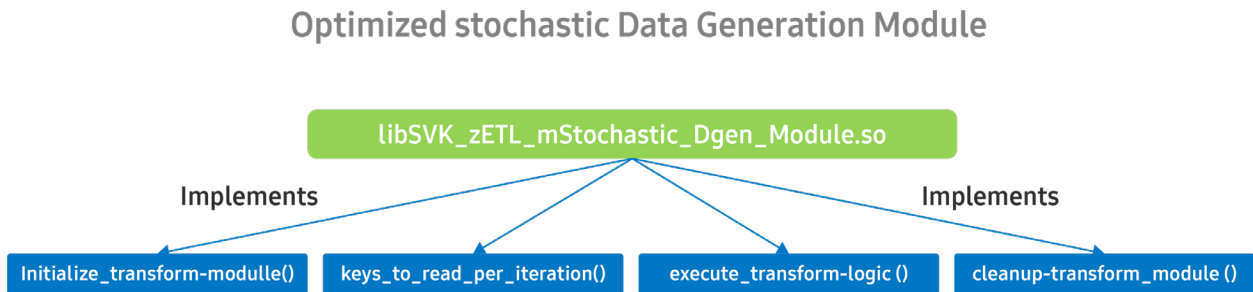 Optimized stochastic Data Generation Module
libSVK_zETL_mStochastic_Dgen_Module.so
Implements
Implements
Initialize_transform-modulle()
keys_to_read_per_iteration()
execute_transform-logic ()
cleanup-transform_module ()